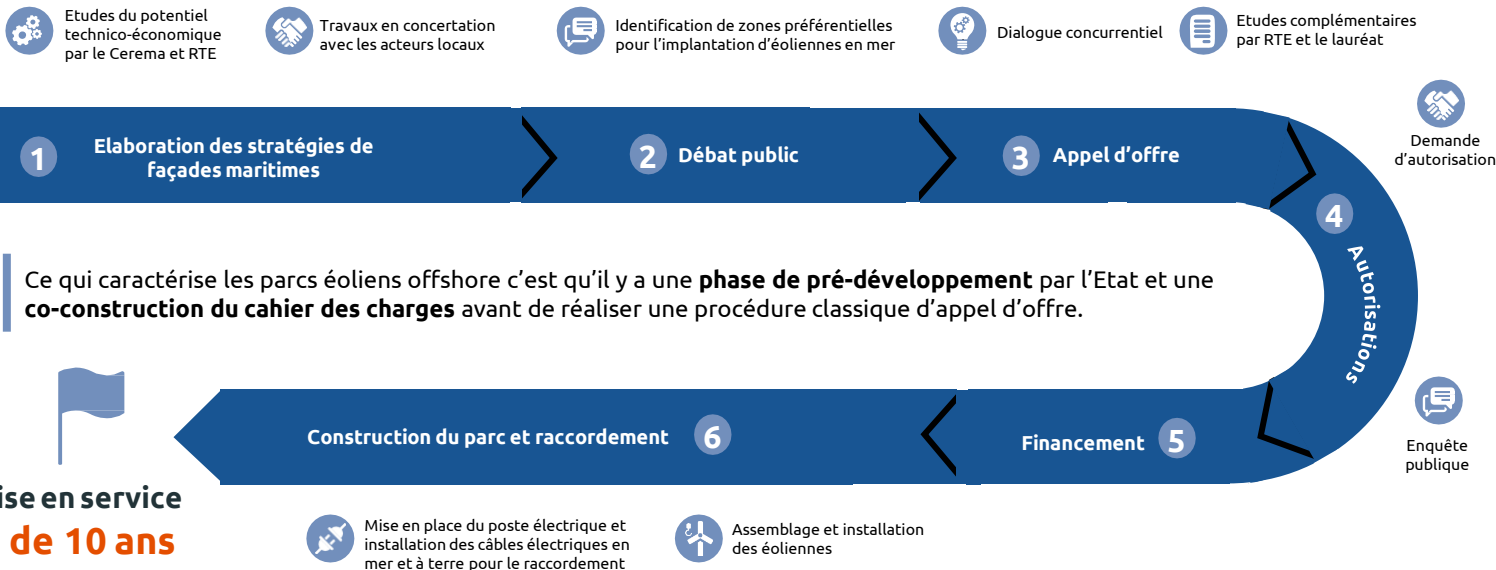 Etudes du potentiel
technico-économique
par le Cerema et RTE
Travaux en concertation
avec les acteurs locaux
Identification de zones préférentielles
pour l'implantation d'éoliennes en mer
Dialogue concurrentiel
Etudes complémentaires
par RTE et le lauréat
1
Elaboration des stratégies de
façades maritimes
2 Débat public
3 Appel d'offre
Demande
d'autorisation
4
Autorisations
Ce qui caractérise les parcs éoliens offshore c'est qu'il y a une phase de pré-développement par l'Etat et une
co-construction du cahier des charges avant de réaliser une procédure classique d'appel d'offre.
Enquête
publique
Financement 5
Construction du parc et raccordement 6
ise en service
de 10 ans
Mise en place du poste électrique et
installation des câbles électriques en
mer et à terre pour le raccordement
Assemblage et installation
des éoliennes